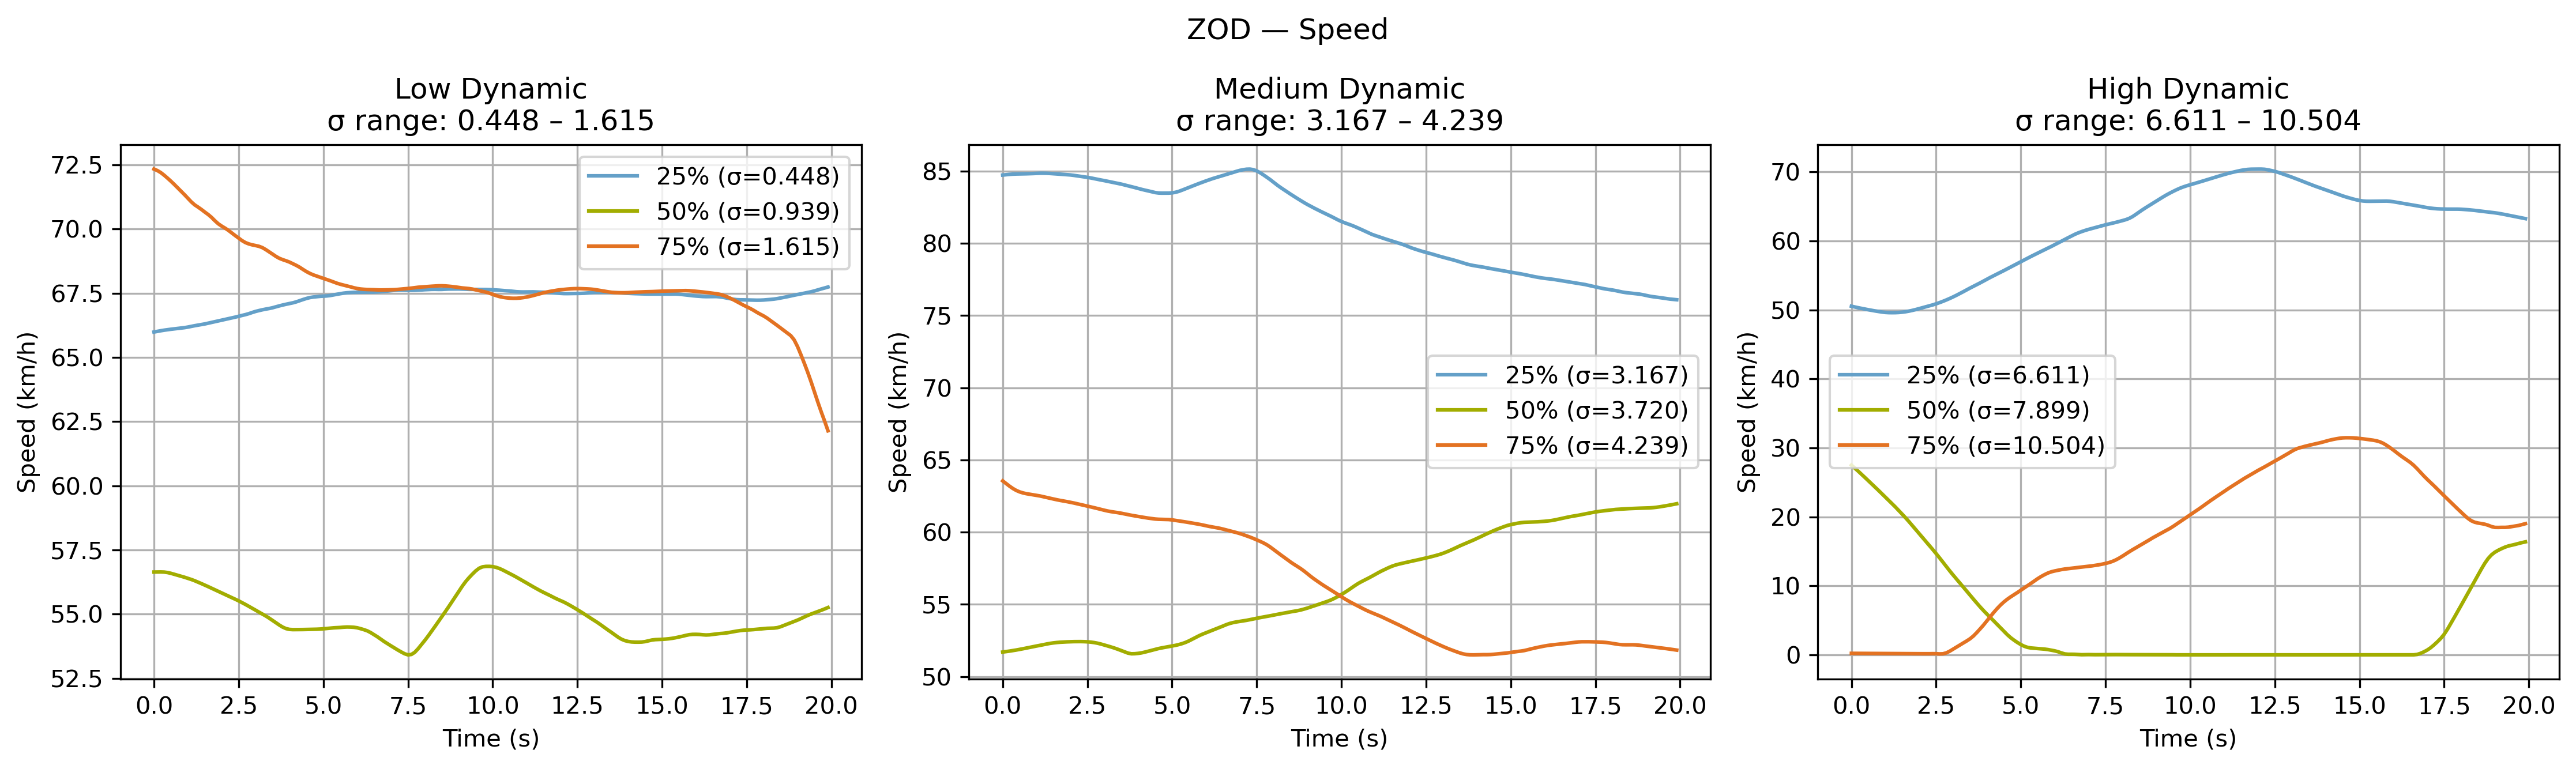 ZOD — Speed
Low Dynamic
σ range: 0.448 – 1.615
72.5
70.0
67.5
65.0
62.5
60.0
57.5
55.0
52.5
Speed (km/h)
25% (σ=0.448)
50% (σ=0.939)
75% (σ=1.615)
0.0 2.5 5.0 7.5 10.0 12.5 15.0 17.5 20.0
Time (s)
Medium Dynamic
σ range: 3.167 – 4.239
85
80
75
70
65
60
55
50
Speed (km/h)
25% (σ=3.167)
50% (σ=3.720)
75% (σ=4.239)
0.0 2.5 5.0 7.5 10.0 12.5 15.0 17.5 20.0
Time (s)
High Dynamic
σ range: 6.611 – 10.504
70
60
50
40
30
20
10
0
Speed (km/h)
25% (σ=6.611)
50% (σ=7.899)
75% (σ=10.504)
0.0 2.5 5.0 7.5 10.0 12.5 15.0 17.5 20.0
Time (s)